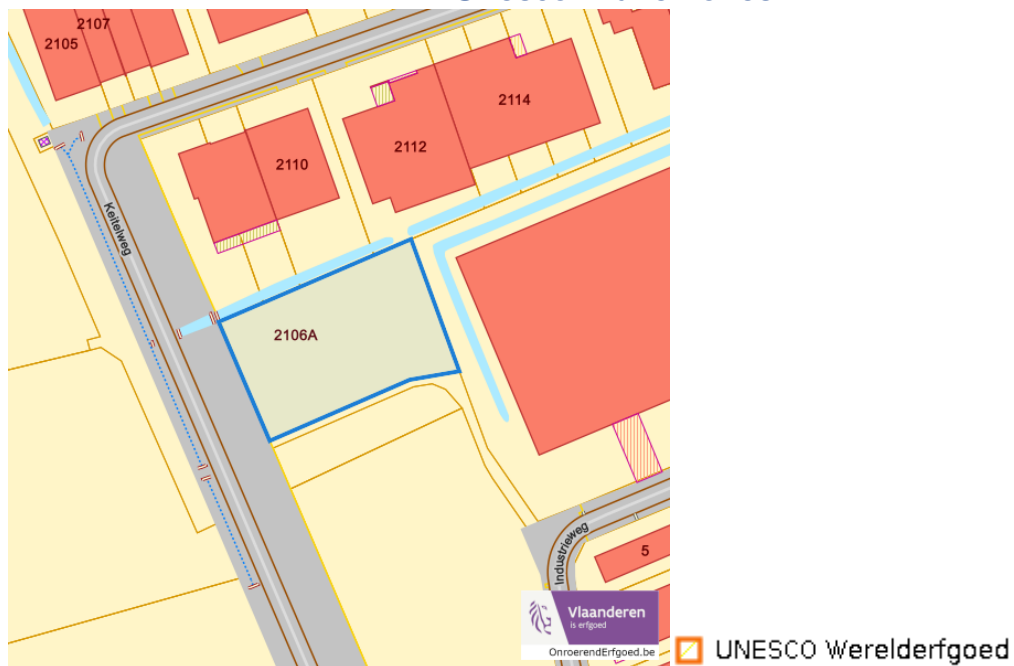 2107
2105
2114
2112
2110
Keitelweg
2106A
Industrieweg
5
Vlaanderen
is erfgoed
OnroerendErfgoed.be
UNESCO Werelderfgoed